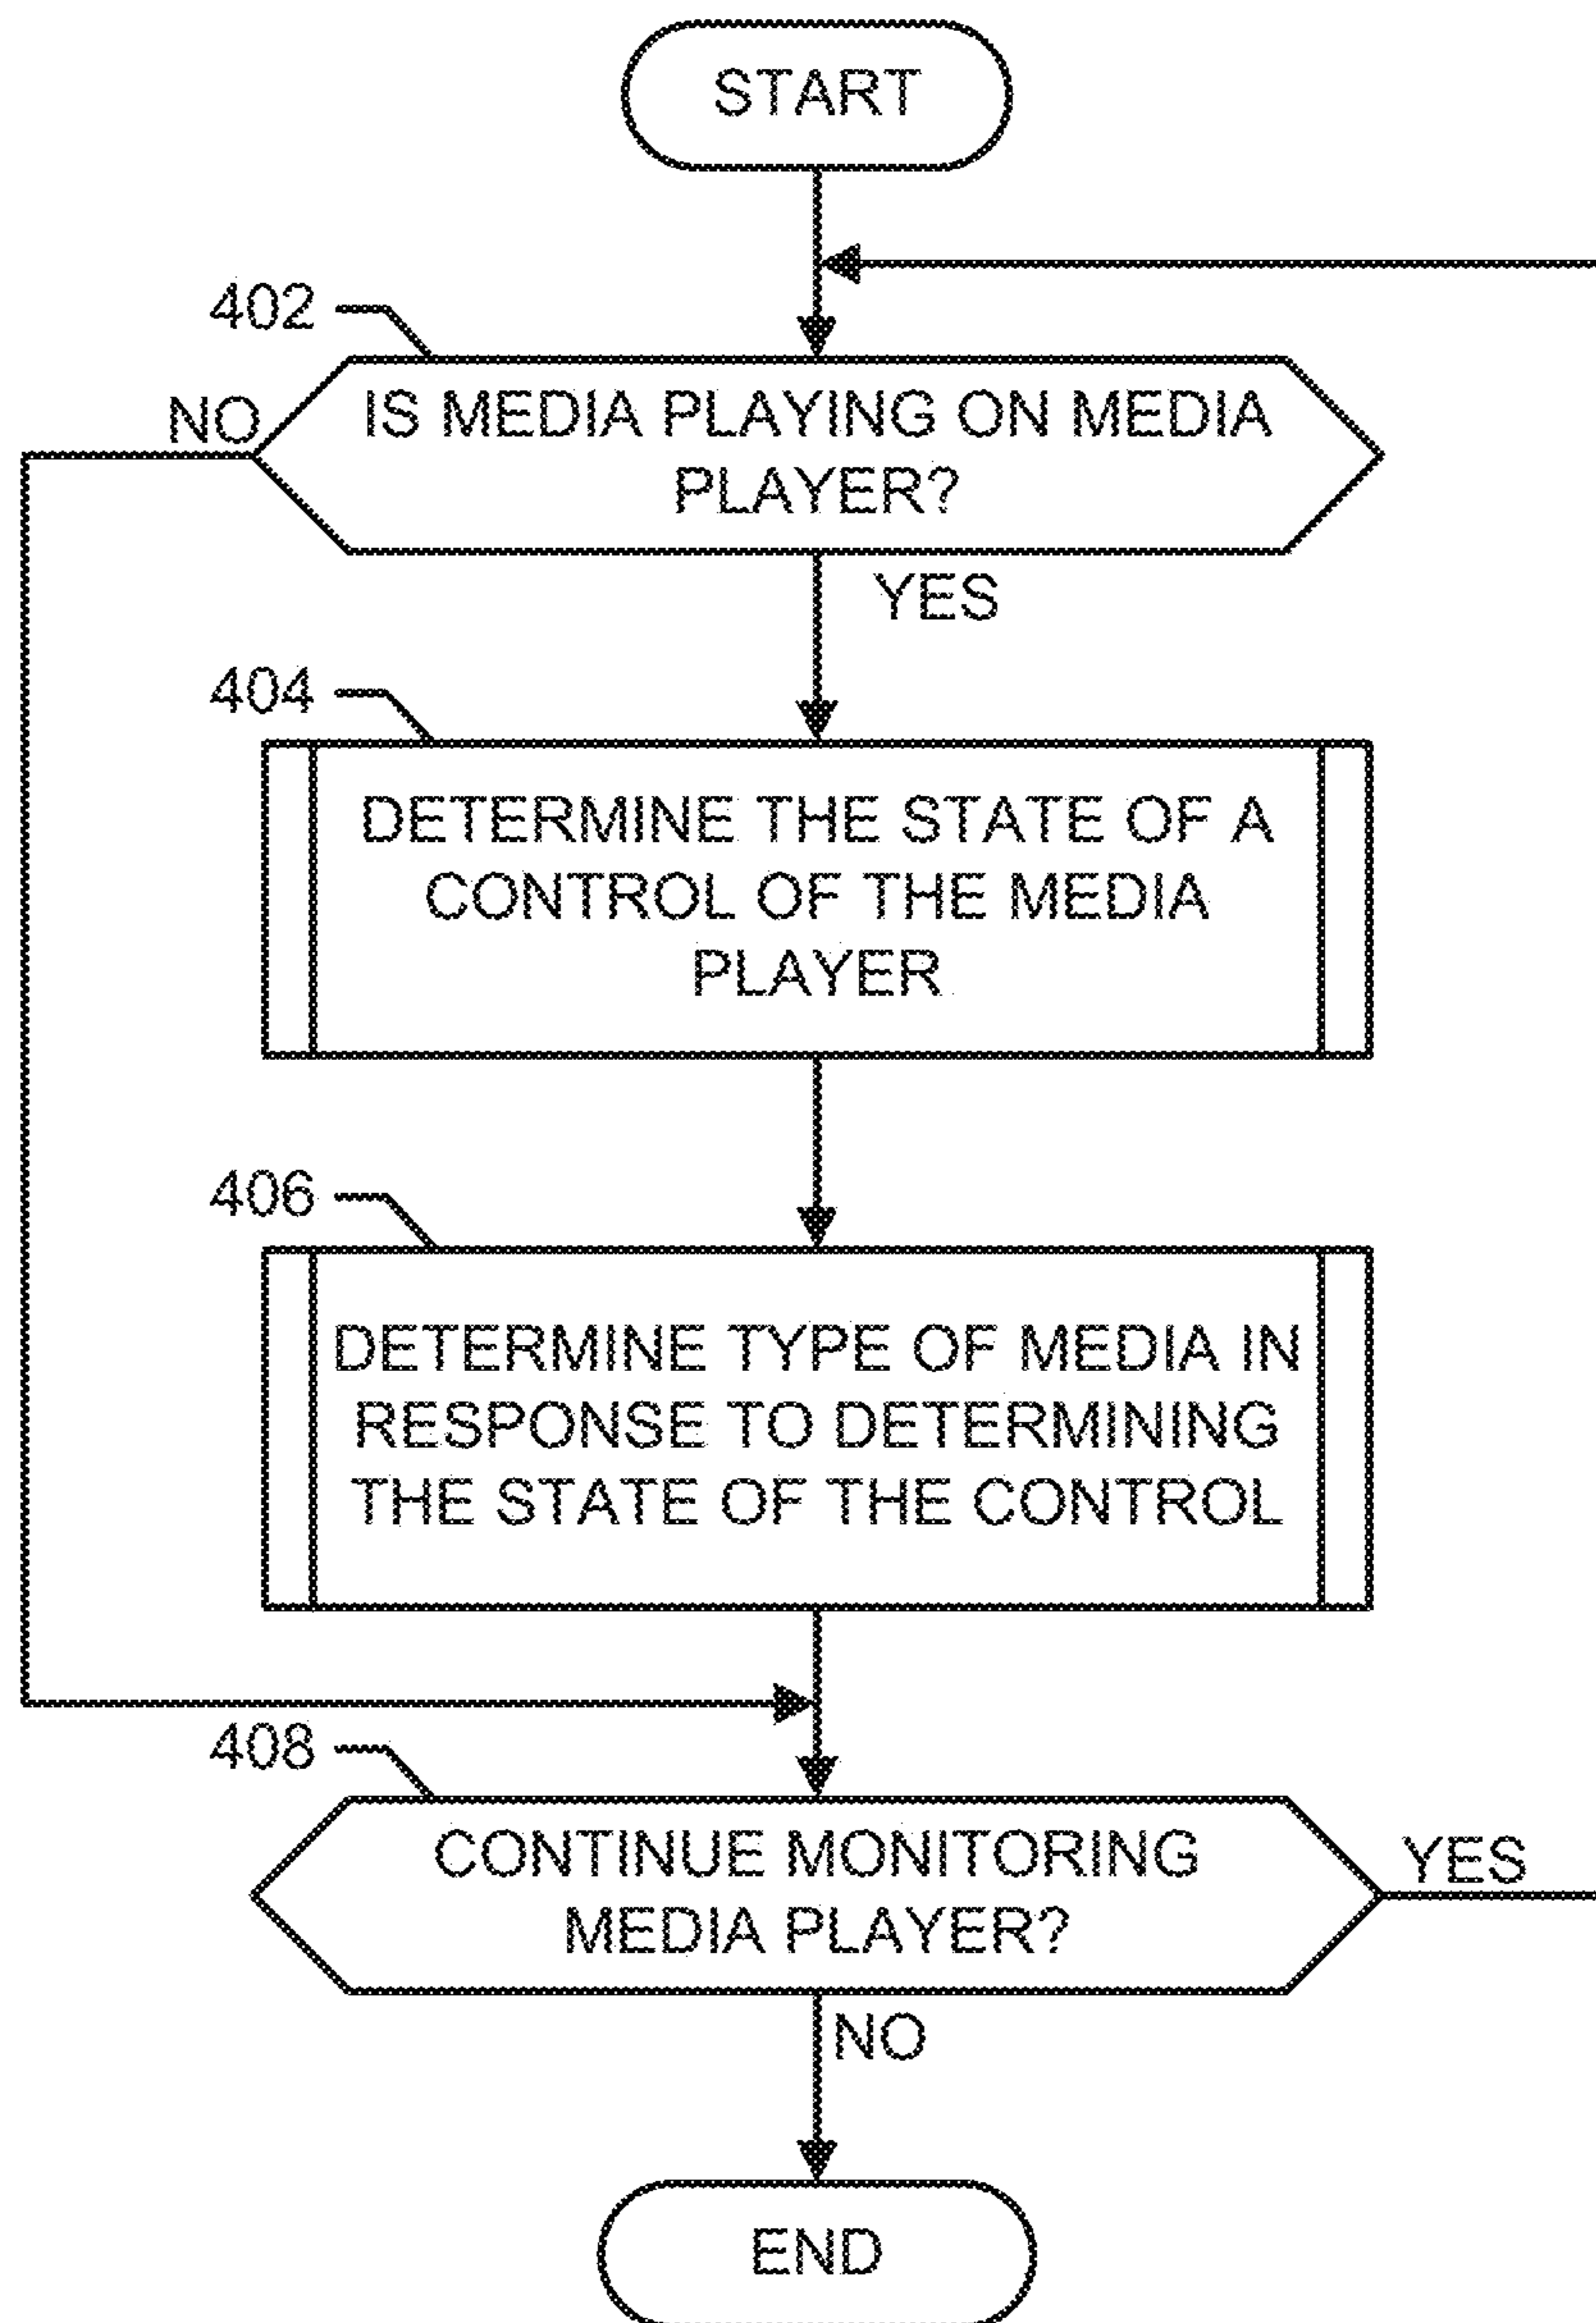 START
402
NO
IS MEDIA PLAYING ON MEDIA
PLAYER?
YES
404
DETERMINE THE STATE OF A
CONTROL OF THE MEDIA
PLAYER
406
DETERMINE TYPE OF MEDIA IN
RESPONSE TO DETERMINING
THE STATE OF THE CONTROL
408
CONTINUE MONITORING
MEDIA PLAYER?
YES
NO
END